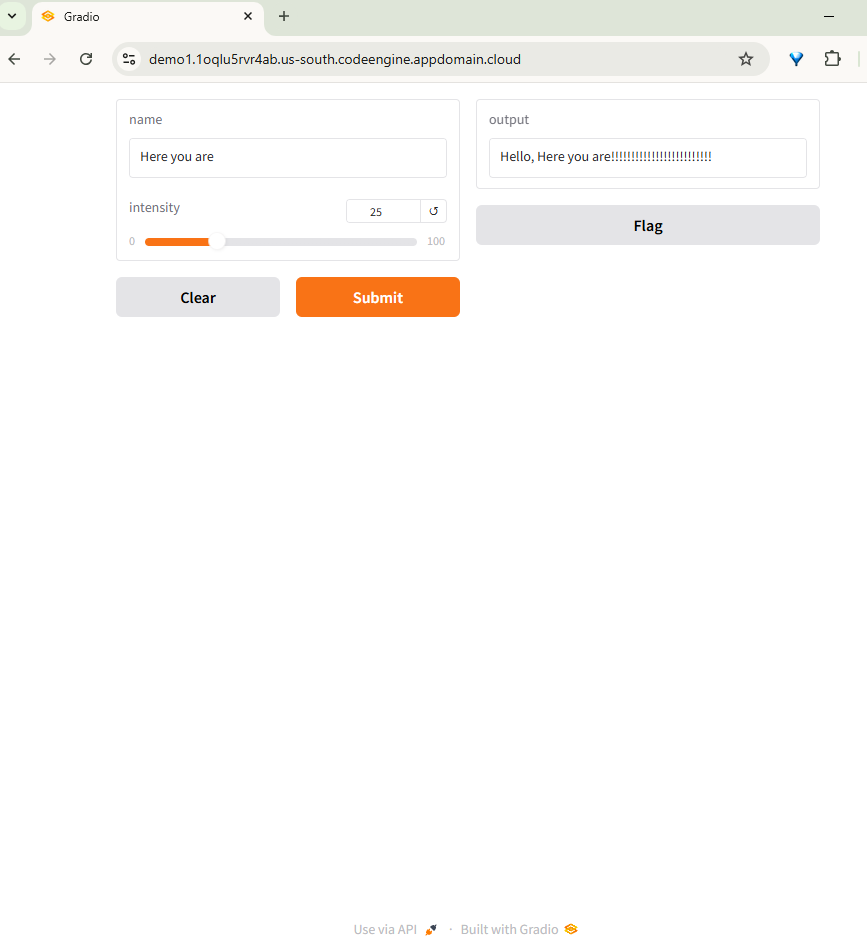 Gradio
demo1.1oqlu5rvr4ab.us-south.codeengine.appdomain.cloud
name
Here you are
intensity
25
0
100
Clear
Submit
output
Hello, Here you are!!!!!!!!!!!!!!!!!!!!!!!!!
Flag
Use via API
·
Built with Gradio